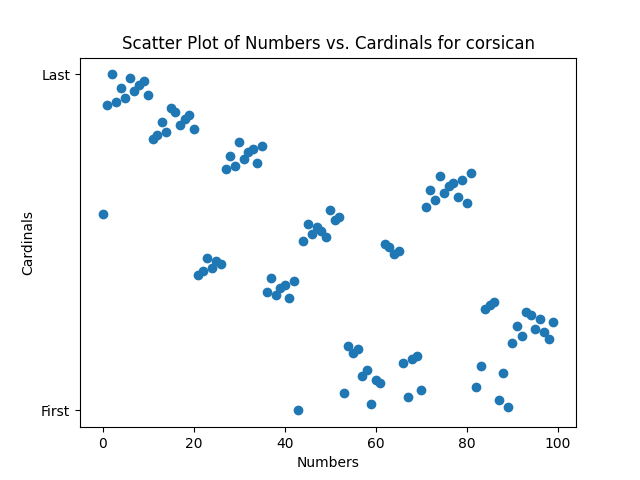 Scatter Plot of Numbers vs. Cardinals for corsican
Last
Cardinals
First
0 20 40 60 80 100
Numbers